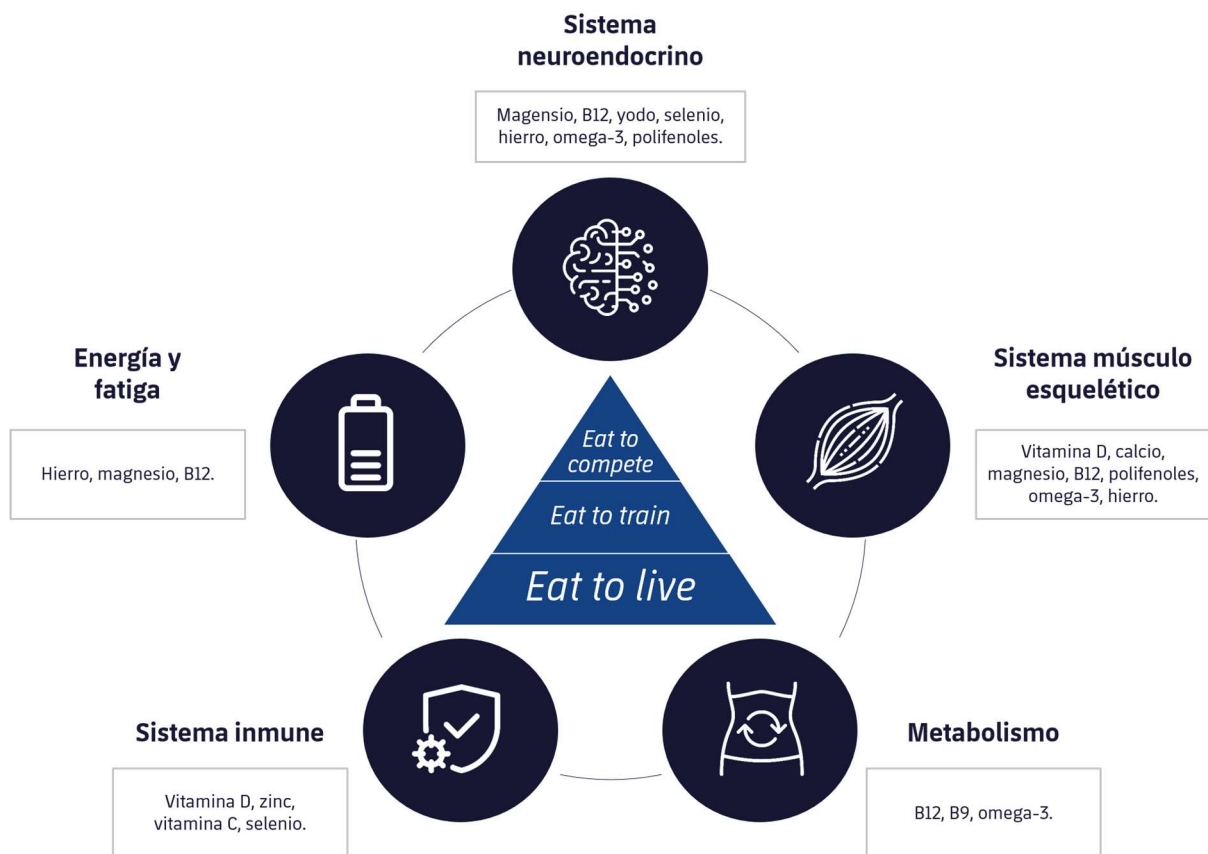 Sistema
neuroendocrino
Magensio, B12, yodo, selenio,
hierro, omega-3, polifenoles.
Energía y
fatiga
Hierro, magnesio, B12.
Sistema músculo
esquelético
Vitamina D, calcio,
magnesio, B12, polifenoles,
omega-3, hierro.
Eat to
compete
Eat to train
Eat to live
Sistema inmune
Vitamina D, zinc,
vitamina C, selenio.
Metabolismo
B12, B9, omega-3.